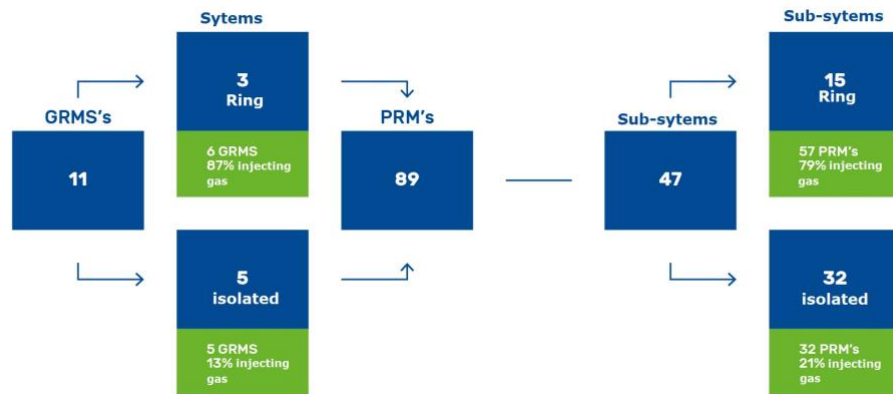 Sytems
3
Ring
6 GRMS
87% injecting
gas
GRMS's
11
5
isolated
5 GRMS
13% injecting
gas
PRM's
89
Sub-sytems
47
Sub-sytems
15
Ring
57 PRM's
79% injecting
gas
32
isolated
32 PRM's
21% injecting
gas